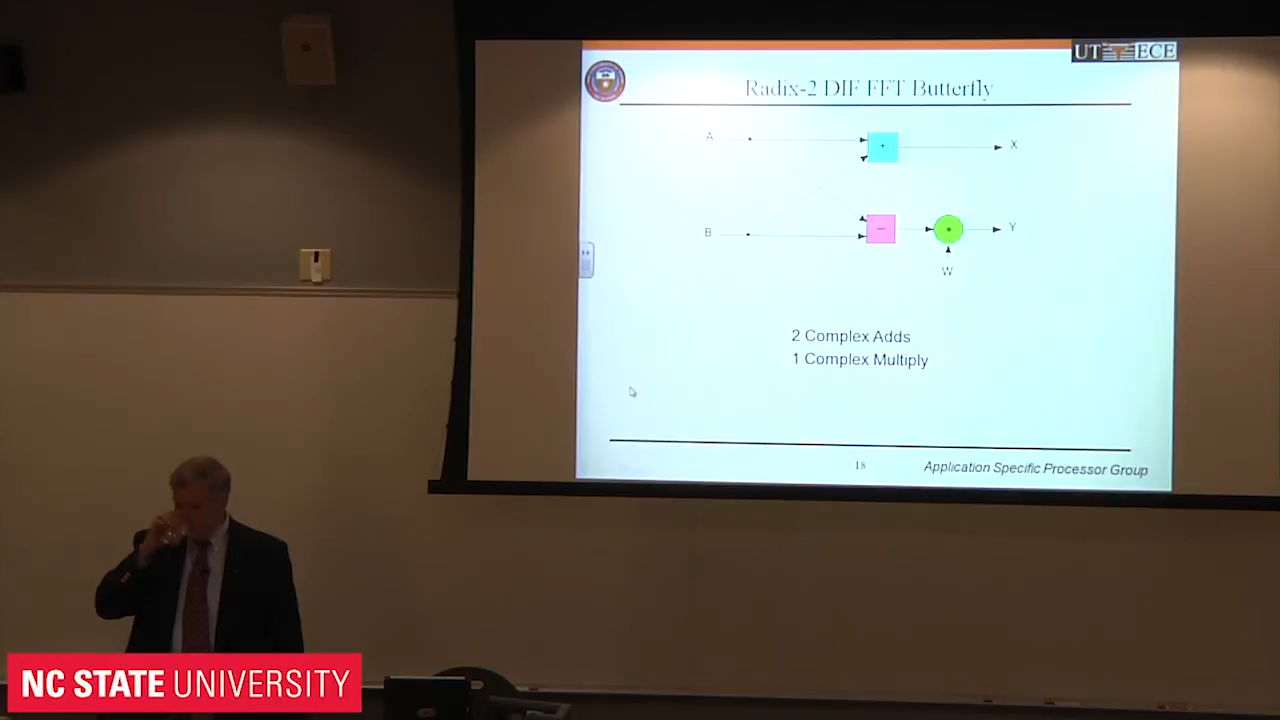 UT ECE
Radix-2 DIF FFT Butterfly
A
+
X
B
—
*
Y
W
2 Complex Adds
1 Complex Multiply
18
Application Specific Processor Group
NC STATE UNIVERSITY